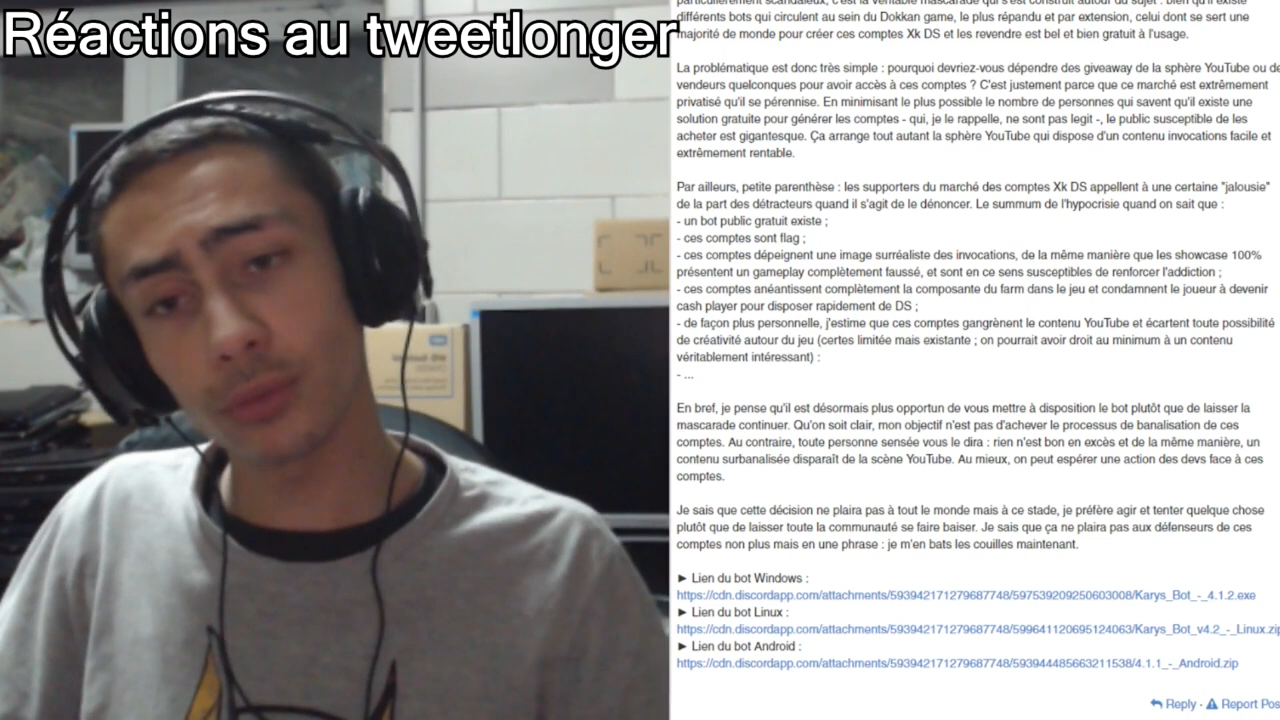 Réactions au tweetlonger
particulièrement scandaleux, c'est la véritable mascarade qui s'est construit autour du sujet : bien qu'il existe
différents bots qui circulent au sein du Dokkan game, le plus répandu et par extension, celui dont se sert une
majorité de monde pour créer ces comptes Xk DS et les revendre est bel et bien gratuit à l'usage.
La problématique est donc très simple : pourquoi devriez-vous dépendre des giveaway de la sphère YouTube ou de
vendeurs quelconques pour avoir accès à ces comptes ? C'est justement parce que ce marché est extrêmement
privatisé qu'il se pérennise. En minimisant le plus possible le nombre de personnes qui savent qu'il existe une
solution gratuite pour générer les comptes - qui, je le rappelle, ne sont pas legit -, le public susceptible de les
acheter est gigantesque. Ça arrange tout autant la sphère YouTube qui dispose d'un contenu invocations facile et
extrêmement rentable.
Par ailleurs, petite parenthèse : les supporters du marché des comptes Xk DS appellent à une certaine "jalousie"
de la part des détracteurs quand il s'agit de le dénoncer. Le summum de l'hypocrisie quand on sait que :
- un bot public gratuit existe ;
- ces comptes sont flag ;
- ces comptes dépeignent une image surréaliste des invocations, de la même manière que les showcase 100%
présentent un gameplay complètement faussé, et sont en ce sens susceptibles de renforcer l'addiction ;
- ces comptes anéantissent complètement la composante du farm dans le jeu et condamnent le joueur à devenir
cash player pour disposer rapidement de DS ;
- de façon plus personnelle, j'estime que ces comptes gangrènent le contenu YouTube et écartent toute possibilité
de créativité autour du jeu (certes limitée mais existante ; on pourrait avoir droit au minimum à un contenu
véritablement intéressant) :
- ...
En bref, je pense qu'il est désormais plus opportun de vous mettre à disposition le bot plutôt que de laisser la
mascarade continuer. Qu'on soit clair, mon objectif n'est pas d'achever le processus de banalisation de ces
comptes. Au contraire, toute personne sensée vous le dira : rien n'est bon en excès et de la même manière, un
contenu surbanalisée disparaît de la scène YouTube. Au mieux, on peut espérer une action des devs face à ces
comptes.
Je sais que cette décision ne plaira pas à tout le monde mais à ce stade, je préfère agir et tenter quelque chose
plutôt que de laisser toute la communauté se faire baiser. Je sais que ça ne plaira pas aux défenseurs de ces
comptes non plus mais en une phrase : je m'en bats les couilles maintenant.
► Lien du bot Windows :
https://cdn.discordapp.com/attachments/593942171279687748/597539209250603008/Karys_Bot_-_4.1.2.exe
► Lien du bot Linux :
https://cdn.discordapp.com/attachments/593942171279687748/599641120695124063/Karys_Bot_v4.2_-_Linux.zip
► Lien du bot Android :
https://cdn.discordapp.com/attachments/593942171279687748/593944485663211538/4.1.1_-_Android.zip
Reply · Report Pos